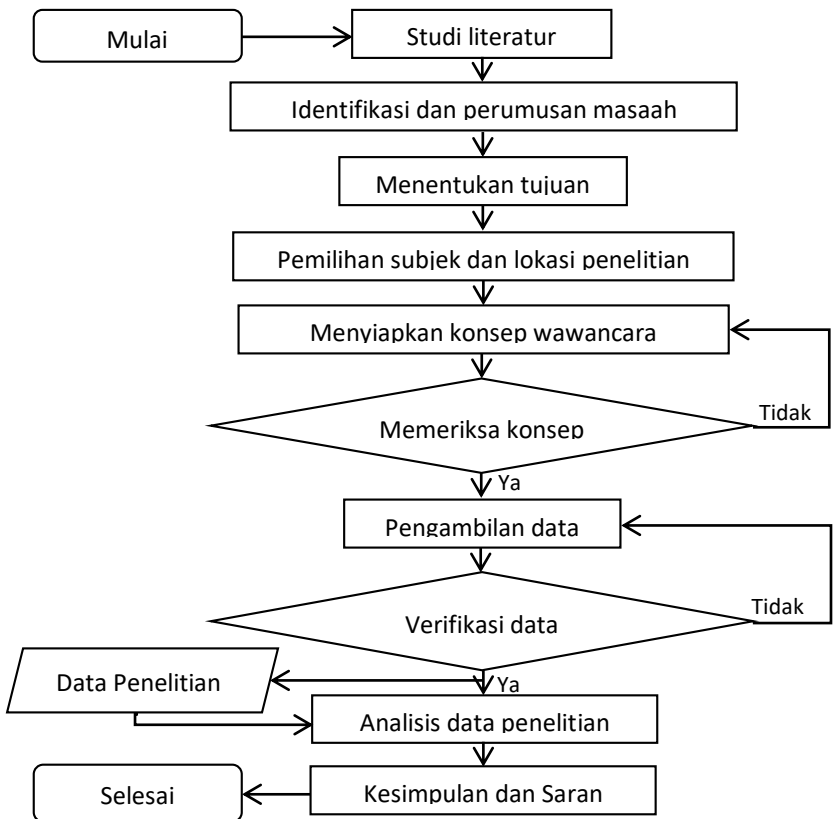 Mulai
Studi literatur
Identifikasi dan perumusan masaah
Menentukan tujuan
Pemilihan subjek dan lokasi penelitian
Menyiapkan konsep wawancara
Memeriksa konsep
Tidak
Ya
Pengambilan data
Verifikasi data
Tidak
Ya
Data Penelitian
Analisis data penelitian
Selesai
Kesimpulan dan Saran